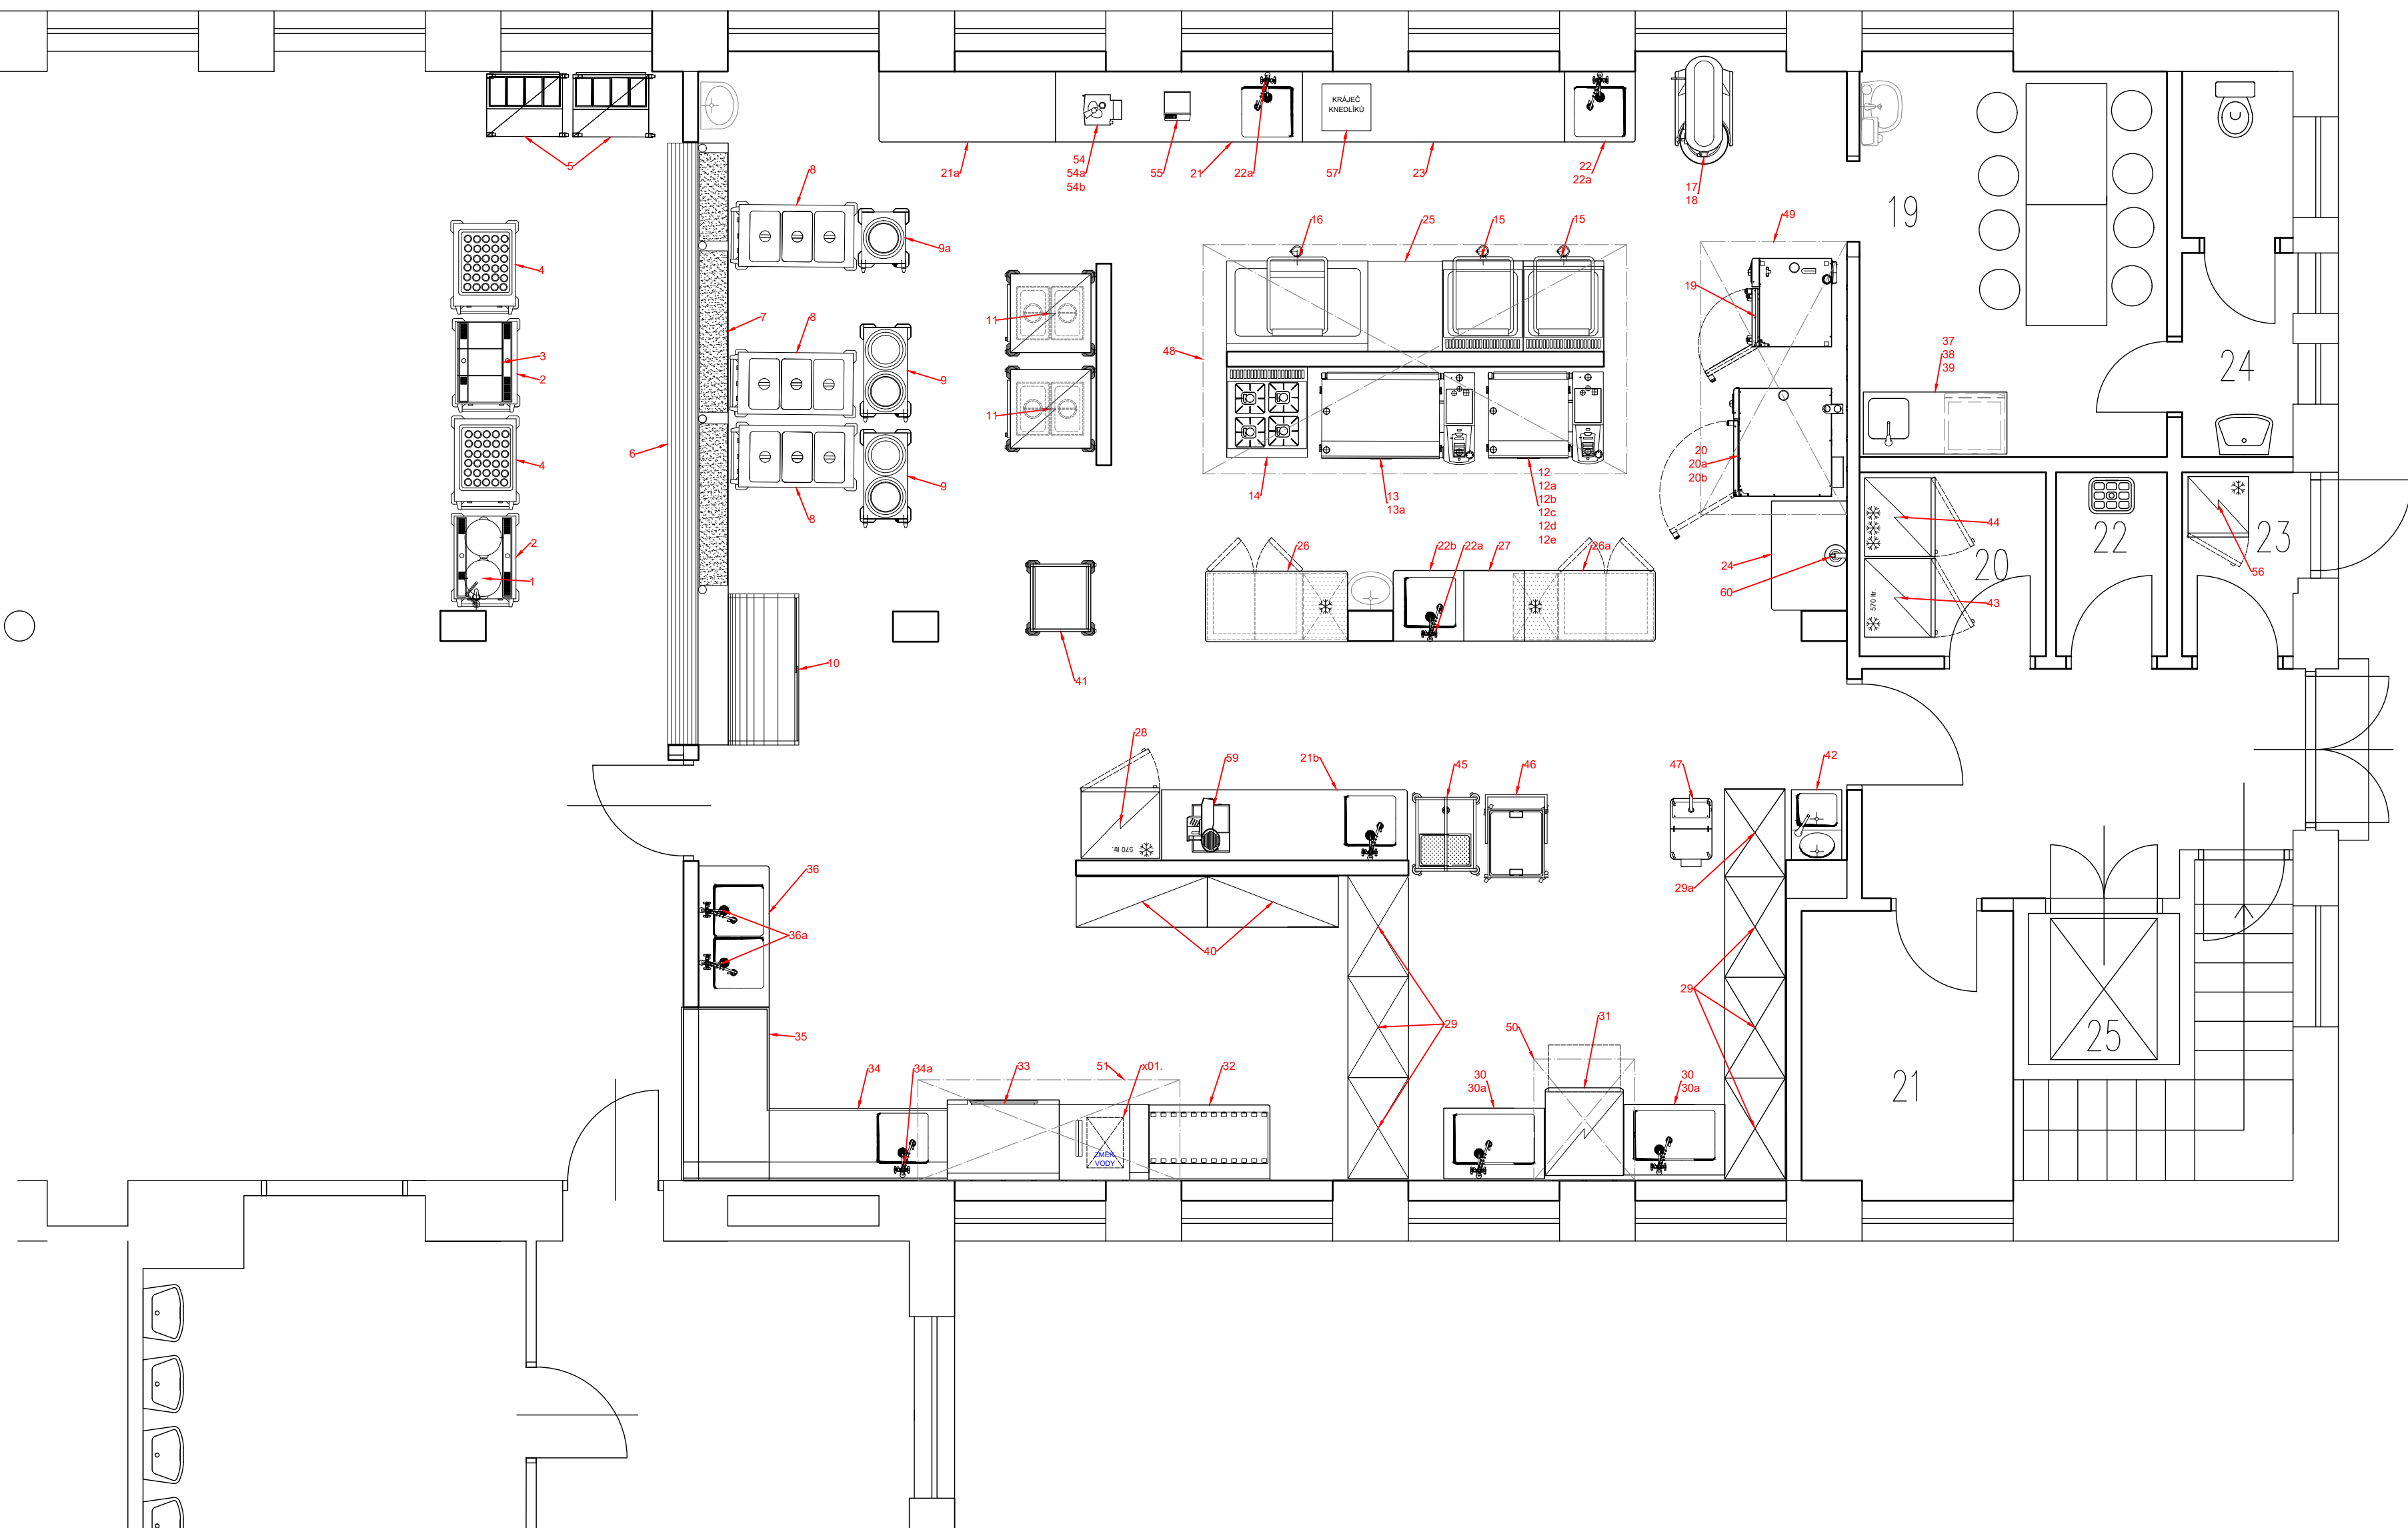 KRÁJEČ
KNEDLÍKŮ
5
21a
54
54a
54b
55
21
22a
57
23
22
22a
17
18
19
8
9a
4
16
25
15
15
49
11
19
7
8
48
3
2
9
11
37
38
39
24
6
4
9
8
14
13
13a
12
12a
12b
12c
12d
12e
20
20a
20b
44
20
22
23
56
2
1
26
22b
22a
27
26a
24
60
43
570 ltr.
10
41
28
59
21b
45
46
47
42
570 ltr.
36
36a
40
29a
29
29
35
50
31
34
34a
51
33
x01.
32
30
30a
30
30a
ZMĚK.
VODY
21
25